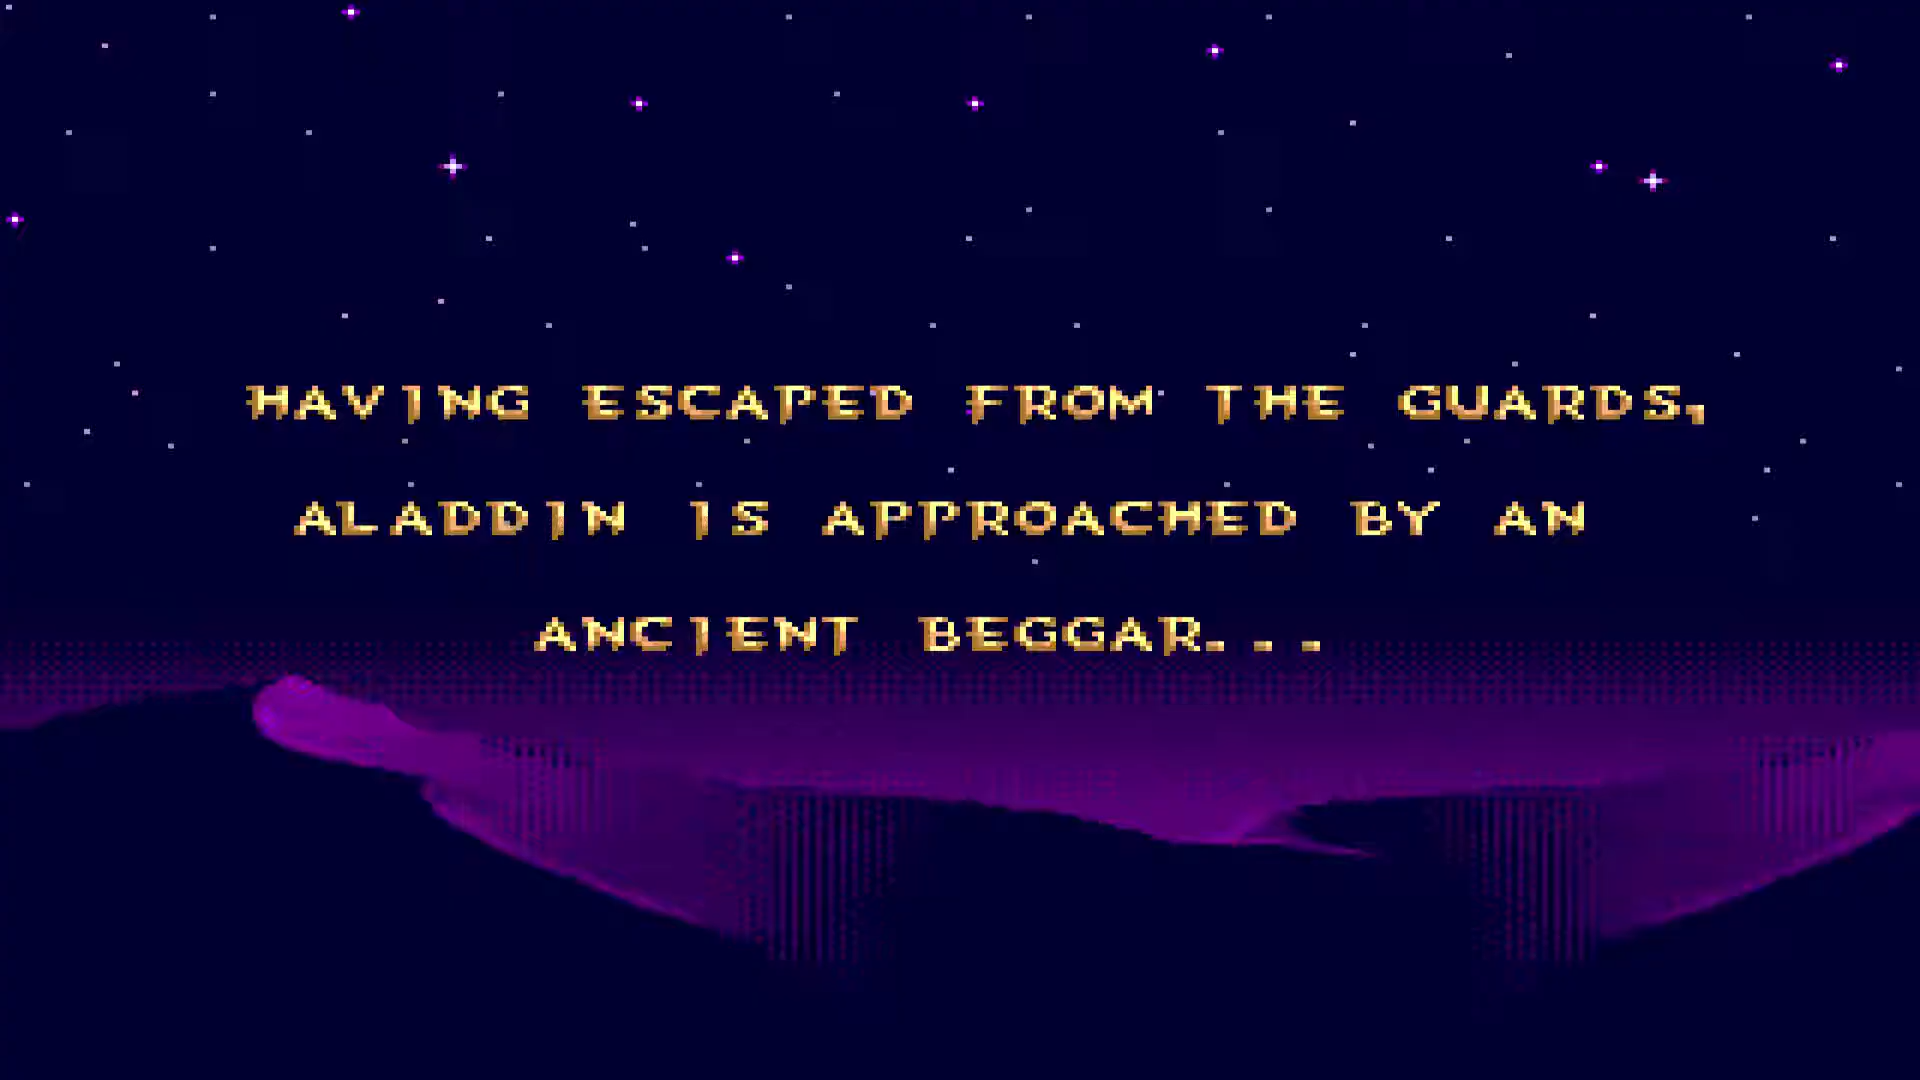 HAVING ESCAPED FROM THE GUARDS,
ALADDIN IS APPROACHED BY AN
ANCIENT BEGGAR...